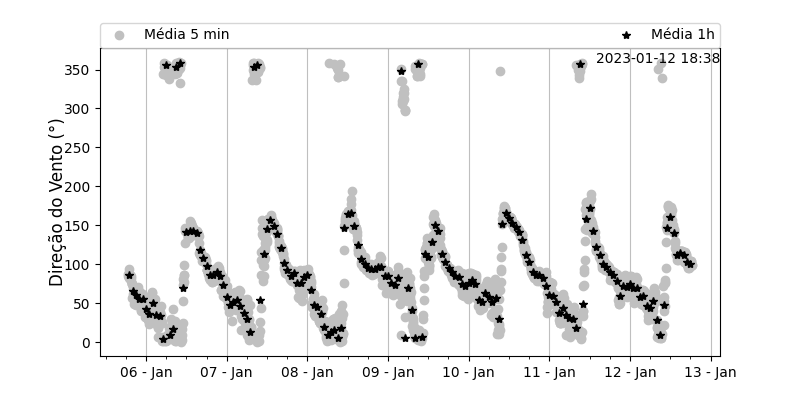 Média 5 min
Média 1h
2023-01-12 18:38
Direção do Vento (°)
350
300
250
200
150
100
50
0
06 - Jan
07 - Jan
08 - Jan
09 - Jan
10 - Jan
11 - Jan
12 - Jan
13 - Jan